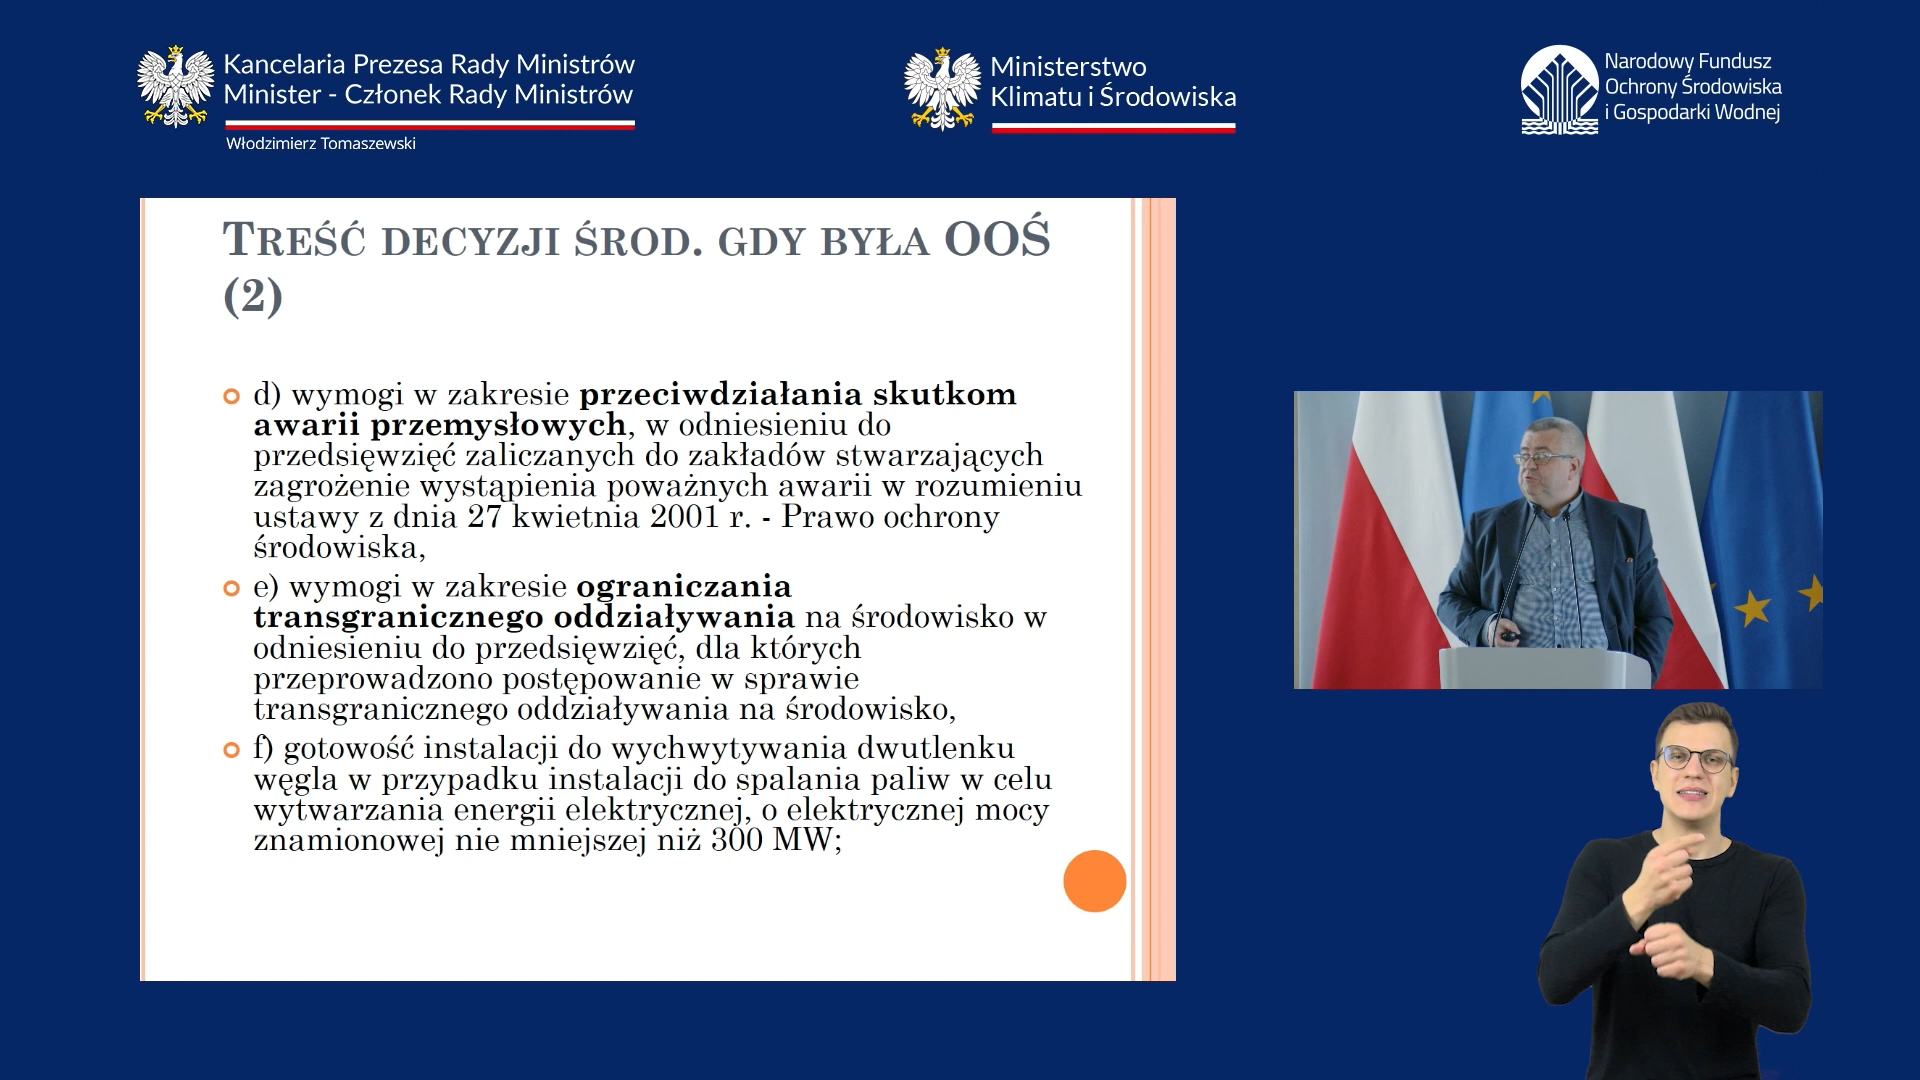 Kancelaria Prezesa Rady Ministrów
Minister - Członek Rady Ministrów
Włodzimierz Tomaszewski
Ministerstwo
Klimatu i Środowiska
Narodowy Fundusz
Ochrony Środowiska
i Gospodarki Wodnej
TREŚĆ DECYZJI ŚROD. GDY BYŁA OOŚ
(2)
d) wymogi w zakresie przeciwdziałania skutkom
awarii przemysłowych, w odniesieniu do
przedsięwzięć zaliczanych do zakładów stwarzających
zagrożenie wystąpienia poważnych awarii w rozumieniu
ustawy z dnia 27 kwietnia 2001 r. - Prawo ochrony
środowiska,
e) wymogi w zakresie ograniczania
transgranicznego oddziaływania na środowisko w
odniesieniu do przedsięwzięć, dla których
przeprowadzono postępowanie w sprawie
transgranicznego oddziaływania na środowisko,
f) gotowość instalacji do wychwytywania dwutlenku
węgla w przypadku instalacji do spalania paliw w celu
wytwarzania energii elektrycznej, o elektrycznej mocy
znamionowej nie mniejszej niż 300 MW;